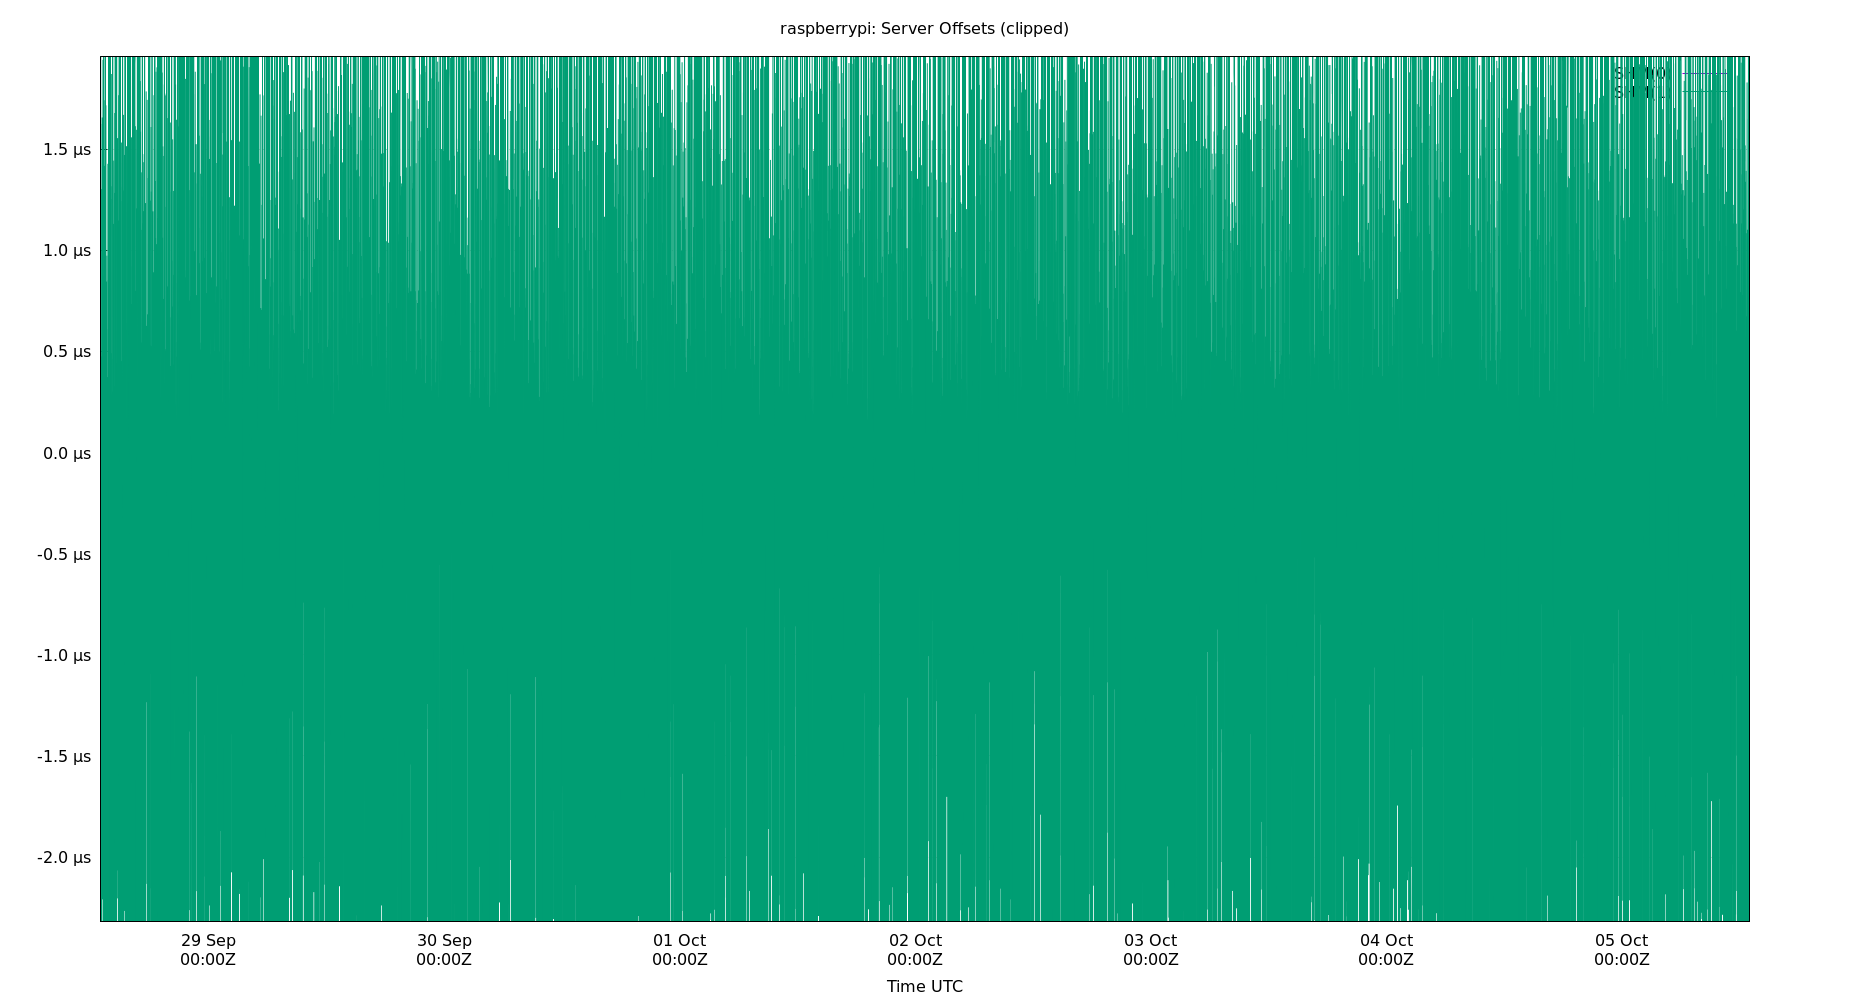 raspberrypi: Server Offsets (clipped)
SHM(0)
1.5 µs
1.0 µs
0.5 µs
0.0 µs
-0.5 µs
-1.0 µs
-1.5 µs
-2.0 µs
29 Sep 30 Sep 01 Oct 02 Oct 03 Oct 04 Oct 05 Oct
00:00Z 00:00Z 00:00Z 00:00Z 00:00Z 00:00Z 00:00Z
Time UTC